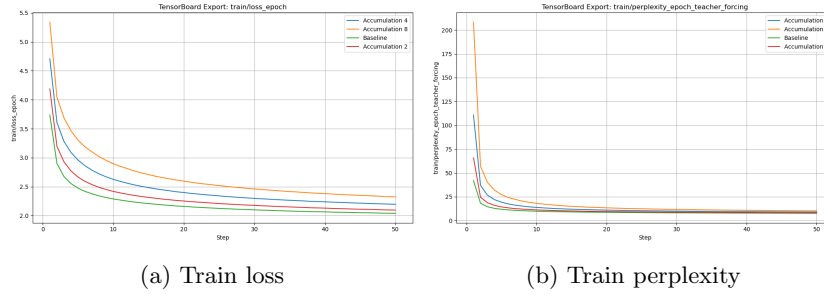 TensorBoard Export: train/loss_epoch
5.5
5.0
4.5
4.0
3.5
3.0
2.5
2.0
0
10
20
30
40
50
train/loss_epoch
Step
Accumulation 4
Accumulation 8
Baseline
Accumulation 2
(a) Train loss
TensorBoard Export: train/perplexity_epoch_teacher_forcing
200
175
150
125
100
75
50
25
0
0
10
20
30
40
50
train/perplexity_epoch_teacher_forcing
Step
Accumulation
Accumulation
Baseline
Accumulation
(b) Train perplexity